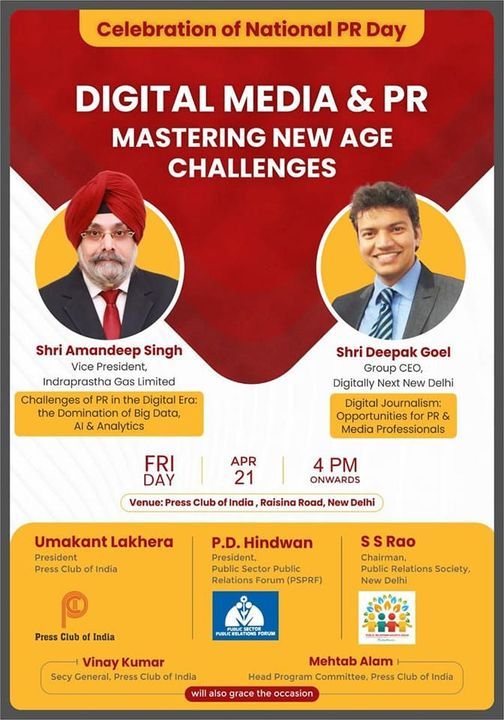 Celebration of National PR Day
DIGITAL MEDIA & PR
MASTERING NEW AGE
CHALLENGES
Shri Amandeep Singh
Vice President,
Indraprastha Gas Limited
Challenges of PR in the Digital Era:
the Domination of Big Data,
AI & Analytics
Shri Deepak Goel
Group CEO,
Digitally Next New Delhi
Digital Journalism:
Opportunities for PR &
Media Professionals
FRI
DAY
APR
21
4 PM
ONWARDS
Venue: Press Club of India , Raisina Road, New Delhi
Umakant Lakhera
President
Press Club of India
Press Club of India
P.D. Hindwan
President,
Public Sector Public
Relations Forum (PSPRF)
PUBLIC SECTOR
PUBLIC RELATIONS FORUM
S S Rao
Chairman,
Public Relations Society,
New Delhi
Vinay Kumar
Secy General, Press Club of India
Mehtab Alam
Head Program Committee, Press Club of India
will also grace the occasion